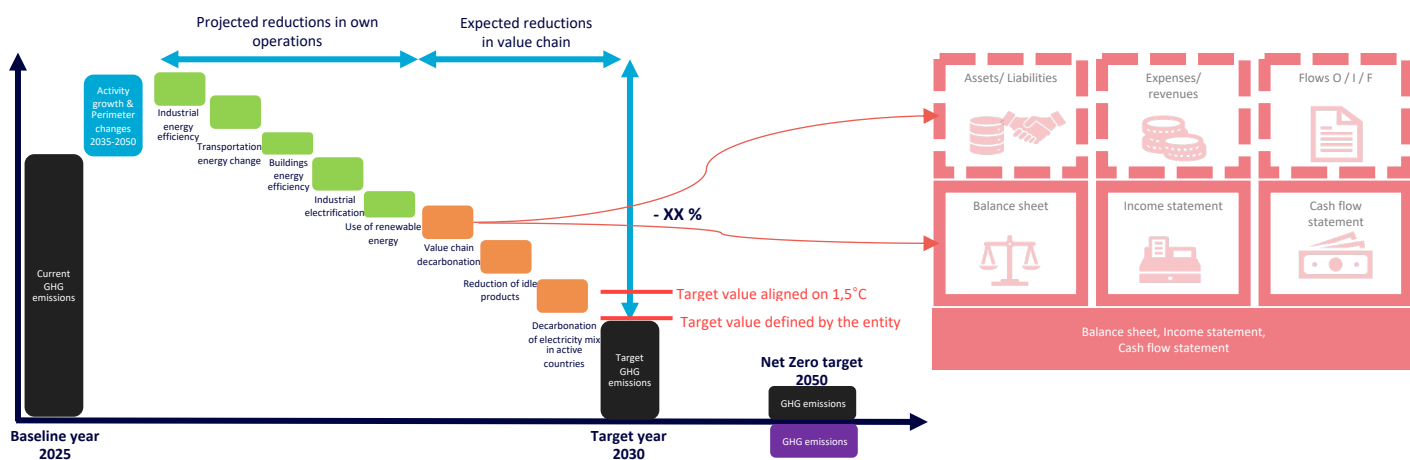 Projected reductions in own
operations
Expected reductions
in value chain
Activity
growth &
Perimeter
changes
2035-2050
Industrial
energy
efficiency
Transportation
energy change
Buildings
energy
efficiency
Industrial
electrification
Use of renewable
energy
Value chain
decarbonation
Reduction of idle
products
Decarbonation
of electricity mix
in active
countries
Current
GHG
emissions
- XX %
Target value aligned on 1,5°C
Target value defined by the entity
Target
GHG
emissions
Net Zero target
2050
GHG emissions
GHG emissions
Baseline year
2025
Target year
2030
Assets/ Liabilities
Expenses/
revenues
Flows O / I / F
Balance sheet
Income statement
Cash flow
statement
Balance sheet, Income statement,
Cash flow statement